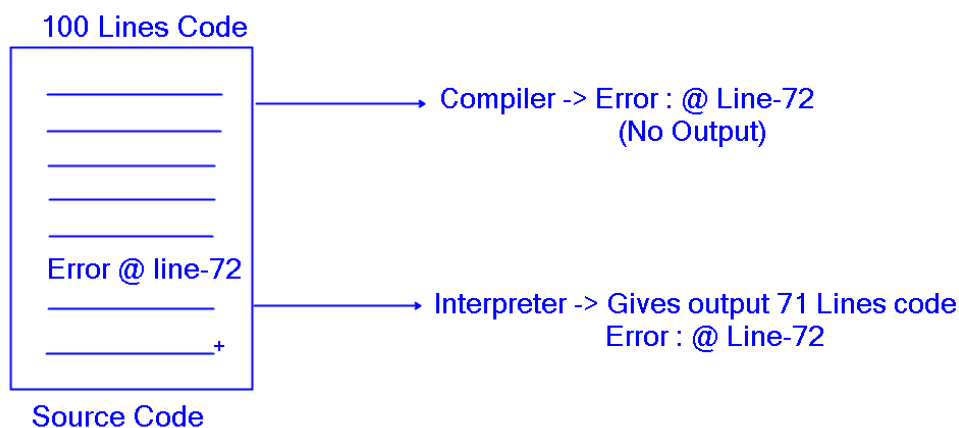 100 Lines Code
Compiler -> Error : @ Line-72
(No Output)
Error @ line-72
Interpreter -> Gives output 71 Lines code
Error : @ Line-72
+
Source Code